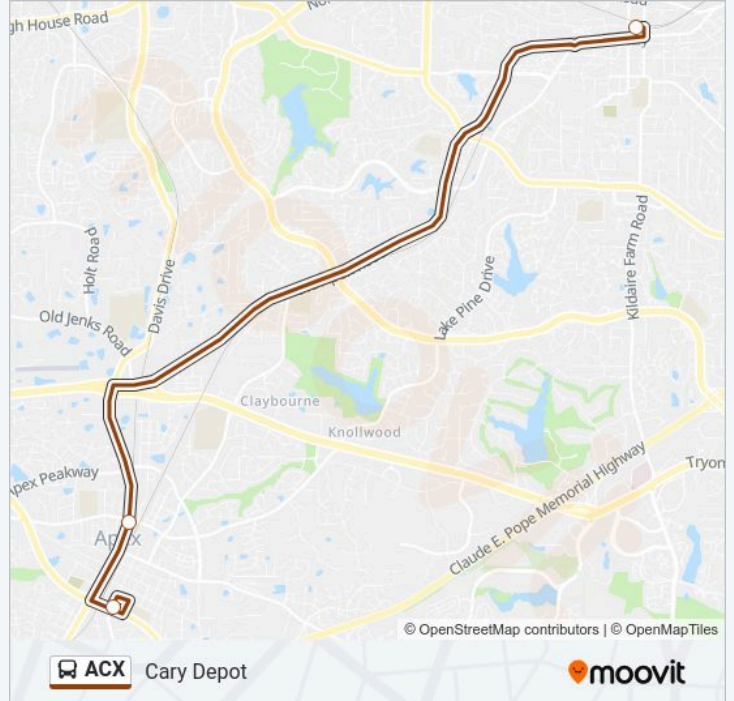 gh House Road
Holt Road
Davis Drive
Old Jenks Road
Kildaire Farm Road
Lake Pine Drive
Claybourne
Knollwood
Apex Peakway
Apex
Claude E. Pope Memorial Highway
Tryon
© OpenStreetMap contributors | © OpenMapTiles
ACX Cary Depot
moovit